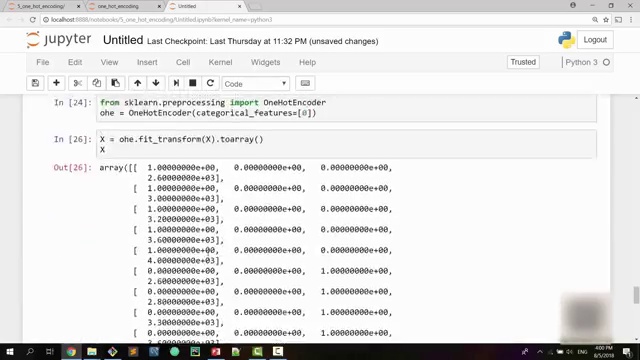 5_one_hot_encoding/
one_hot_encoding.
Untitled
localhost:8888/notebooks/5_one_hot_encoding/Untitled.ipynb?kernel_name=python3
jupyter Untitled Last Checkpoint: Last Thursday at 11:32 PM (unsaved changes)
Logout
File Edit View Insert Cell Kernel Widgets Help
Trusted Python 3
Code
In [24]: from sklearn.preprocessing import OneHotEncoder
ohe = OneHotEncoder(categorical_features=[0])
In [26]: X = ohe.fit_transform(X).toarray()
X
Out[26]: array([[ 1.00000000e+00, 0.00000000e+00, 0.00000000e+00,
2.60000000e+03],
[ 1.00000000e+00, 0.00000000e+00, 0.00000000e+00,
3.00000000e+03],
[ 1.00000000e+00, 0.00000000e+00, 0.00000000e+00,
3.20000000e+03],
[ 1.00000000e+00, 0.00000000e+00, 0.00000000e+00,
3.60000000e+03],
[ 1.00000000e+00, 0.00000000e+00, 0.00000000e+00,
4.00000000e+03],
[ 0.00000000e+00, 0.00000000e+00, 1.00000000e+00,
2.60000000e+03],
[ 0.00000000e+00, 0.00000000e+00, 1.00000000e+00,
2.80000000e+03],
[ 0.00000000e+00, 0.00000000e+00, 1.00000000e+00,
3.30000000e+03],
[ 0.00000000e+00, 0.00000000e+00, 1.00000000e+00,
3.60000000e+03],
4:00 PM
ENG
6/5/2018